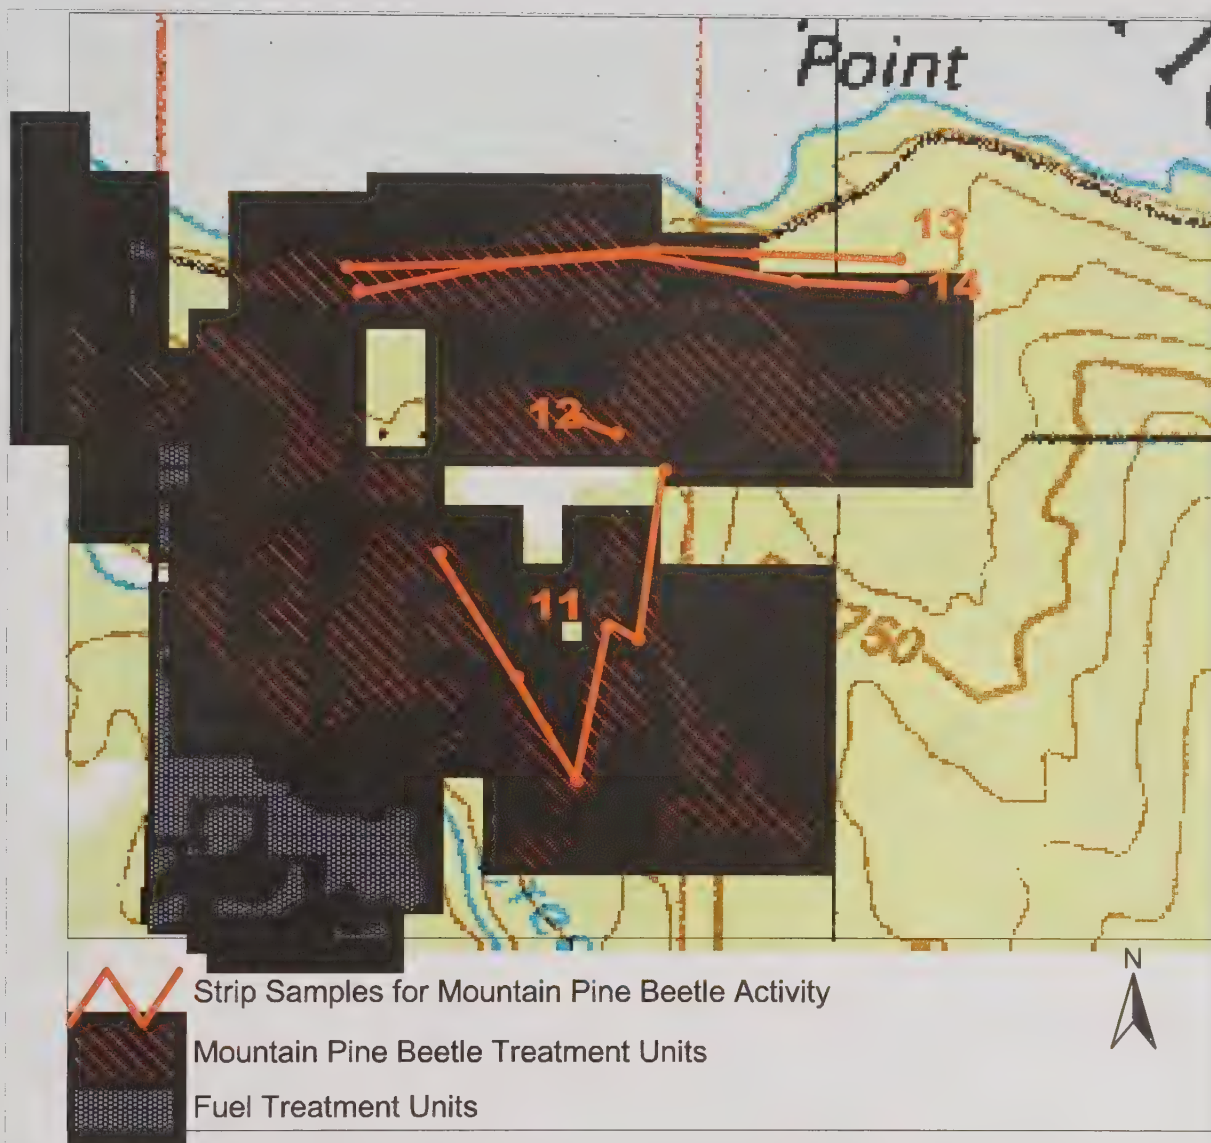 Point
13
14
12
11
750
N
Strip Samples for Mountain Pine Beetle Activity
Mountain Pine Beetle Treatment Units
Fuel Treatment Units